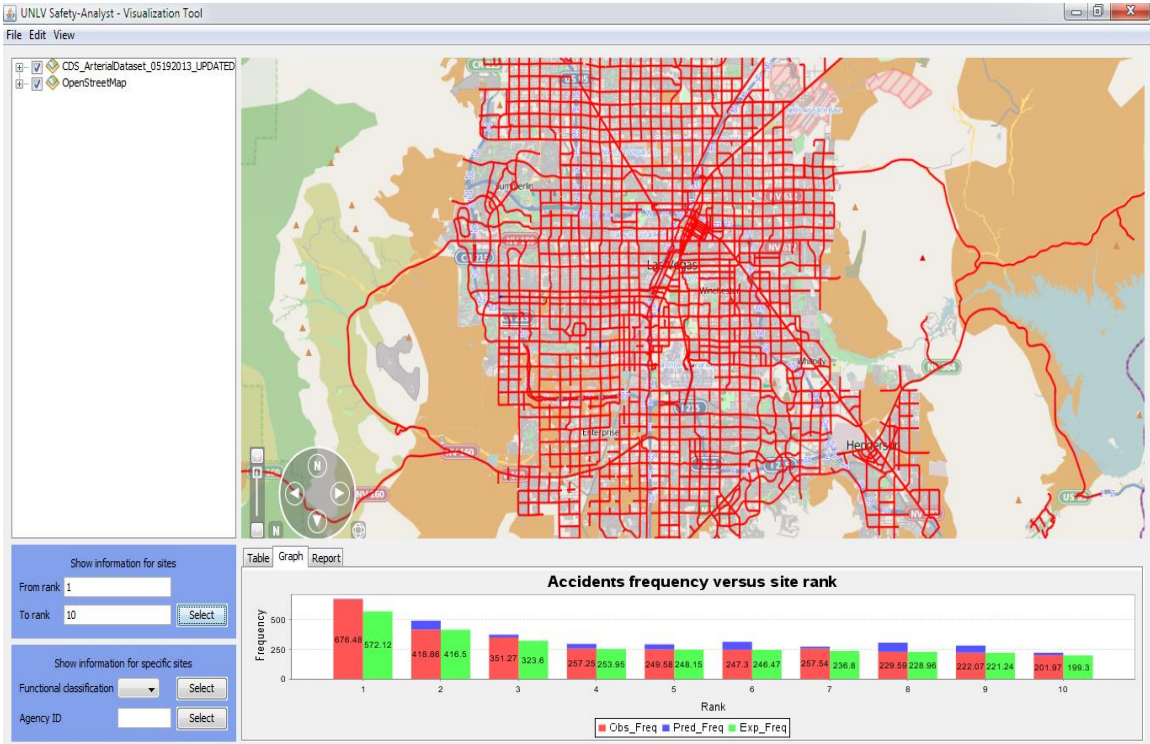 UNLV Safety-Analyst - Visualization Tool
File Edit View
CDS_ArterialDataset_05192013_UPDATED
OpenStreetMap
Las Vegas
Winchester
Enterprise
Henderson
N
N
Show information for sites
From rank 1
To rank 10 Select
Show information for specific sites
Functional classification Select
Agency ID Select
Table Graph Report
Accidents frequency versus site rank
Frequency
500
250
0
676.48 572.12 418.86 416.5 351.27 323.6 257.25 253.95 249.58 248.15 247.3 246.47 257.54 236.8 229.59 228.96 222.07 221.24 201.97 199.3
1 2 3 4 5 6 7 8 9 10
Rank
Obs_Freq Pred_Freq Exp_Freq